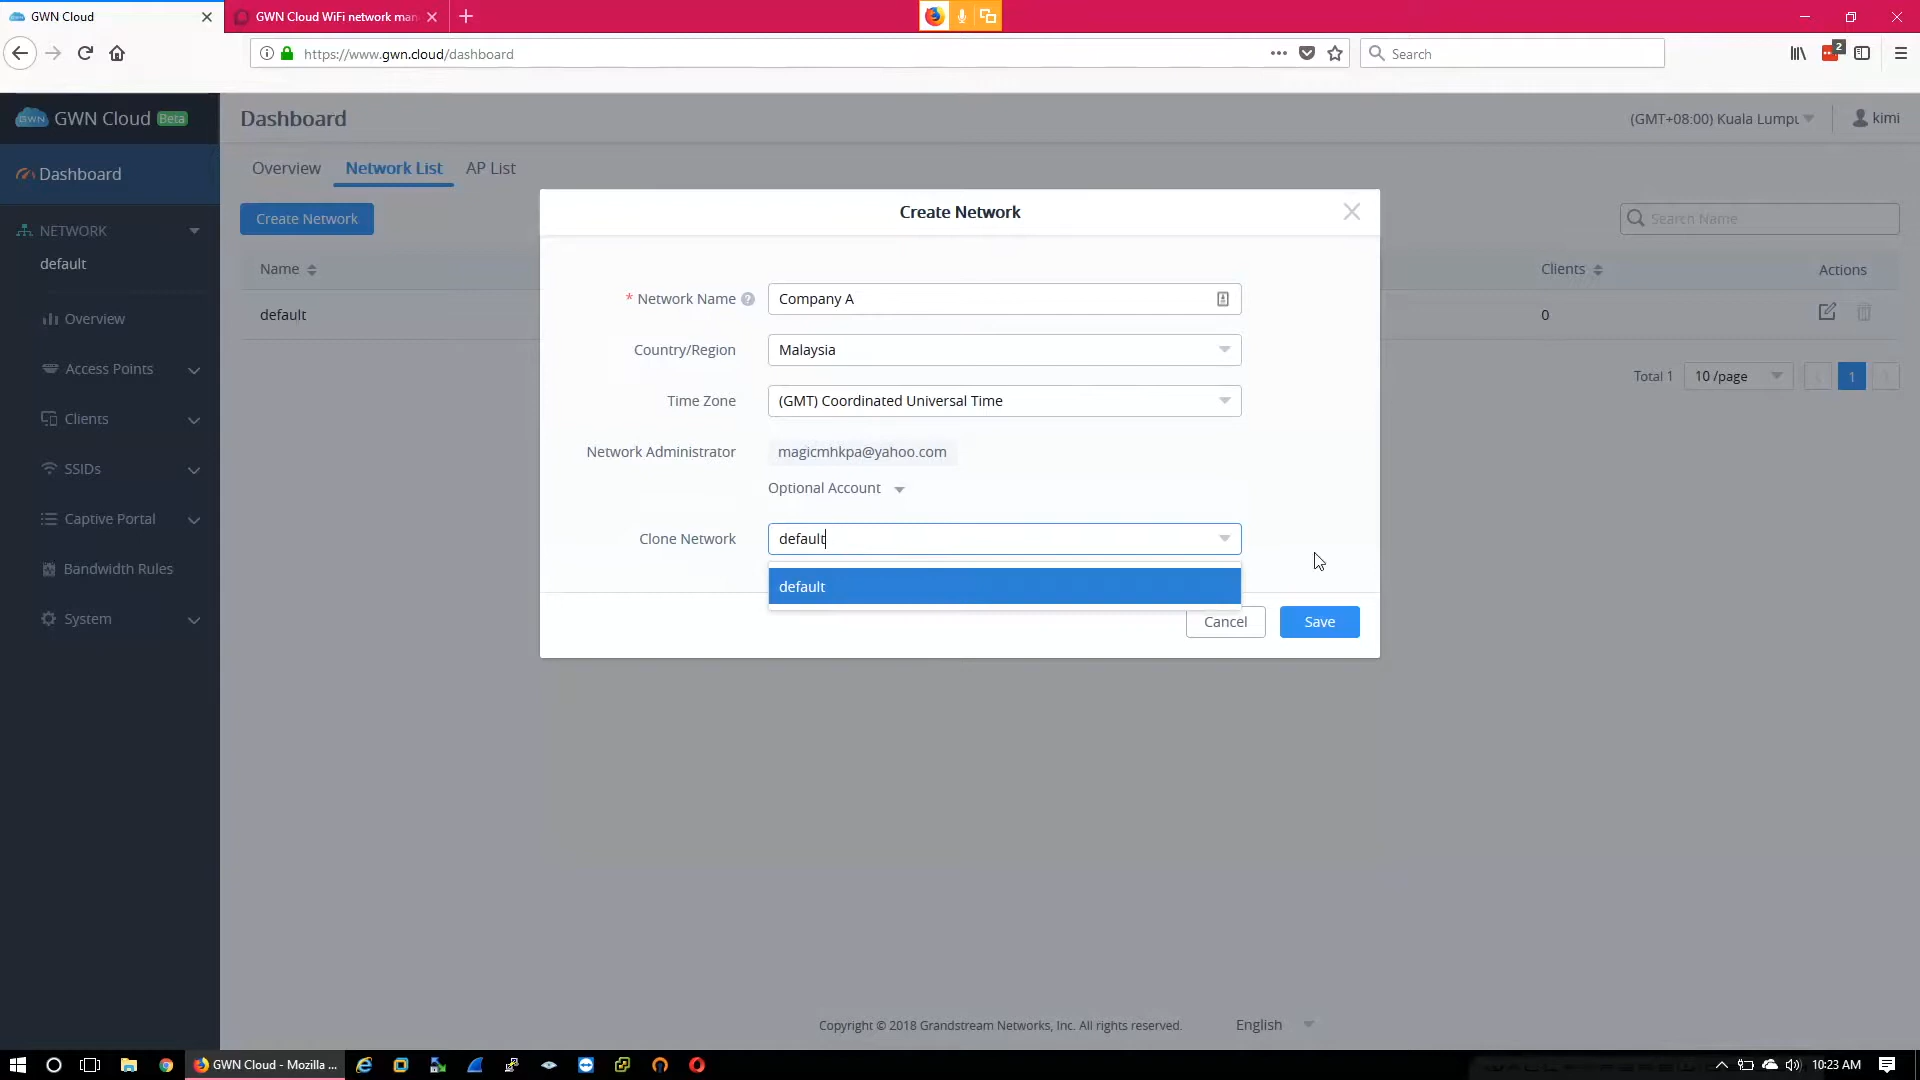 GWN Cloud
GWN Cloud WiFi network man
https://www.gwn.cloud/dashboard
Search
2
GWN Cloud Beta
Dashboard
(GMT+08:00) Kuala Lumpu
kimi
Dashboard
Overview
Network List
AP List
Create Network
Search Name
NETWORK
default
Name
Clients
Actions
default
0
Total 1
10 /page
1
Overview
Access Points
Clients
SSIDs
Captive Portal
Bandwidth Rules
System
Create Network
* Network Name ?
Company A
Country/Region
Malaysia
Time Zone
(GMT) Coordinated Universal Time
Network Administrator
magicmhkpa@yahoo.com
Optional Account
Clone Network
default
default
Cancel
Save
Copyright © 2018 Grandstream Networks, Inc. All rights reserved.
English
GWN Cloud - Mozilla ...
10:23 AM